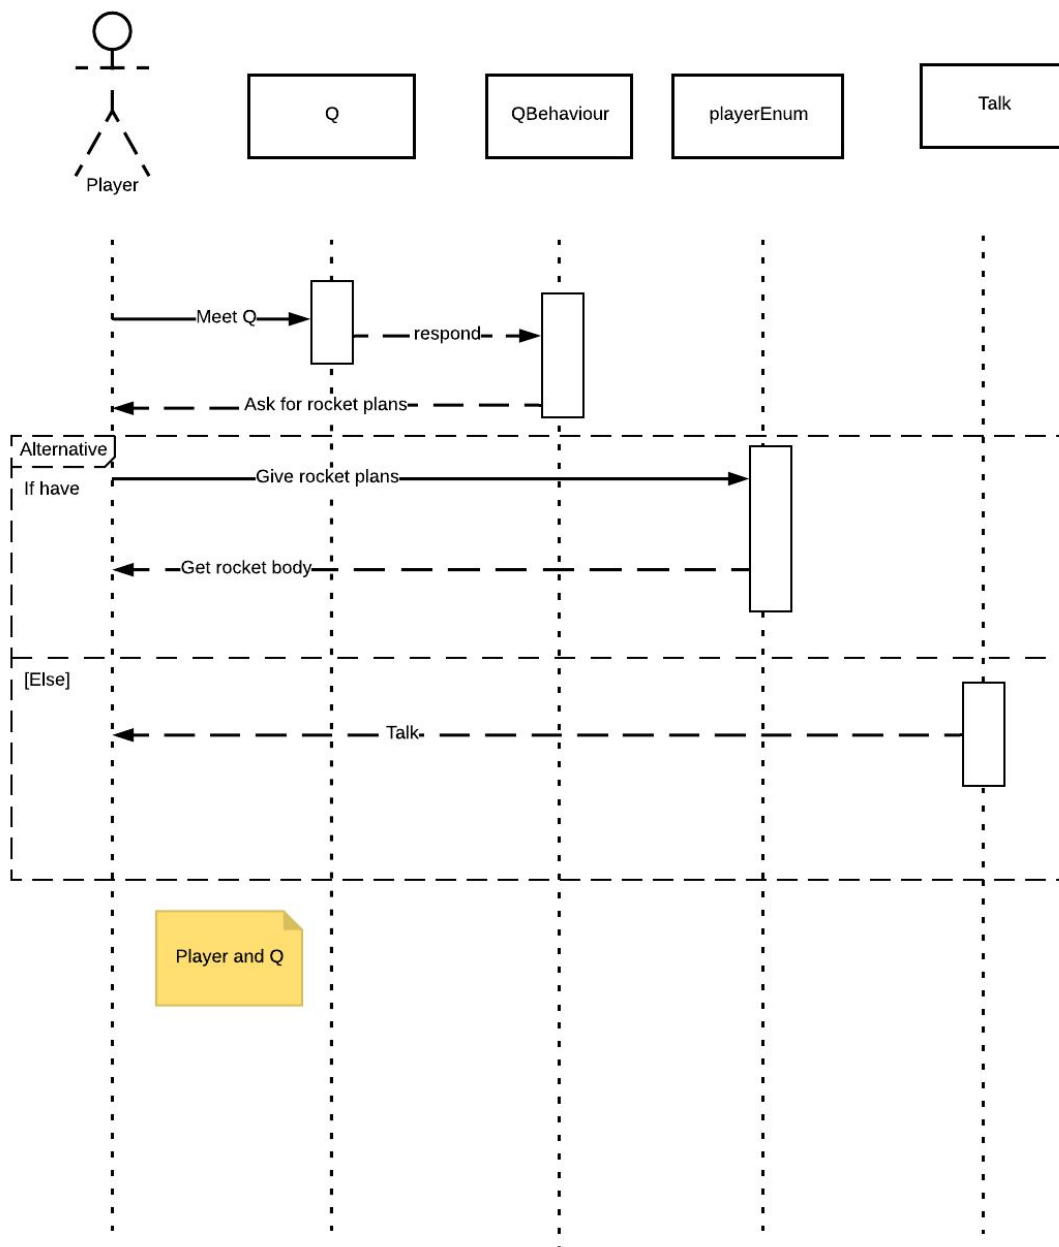 Player
Q
QBehaviour
playerEnum
Talk
Meet Q
respond
Ask for rocket plans
Alternative
If have
Give rocket plans
Get rocket body
[Else]
Talk
Player and Q